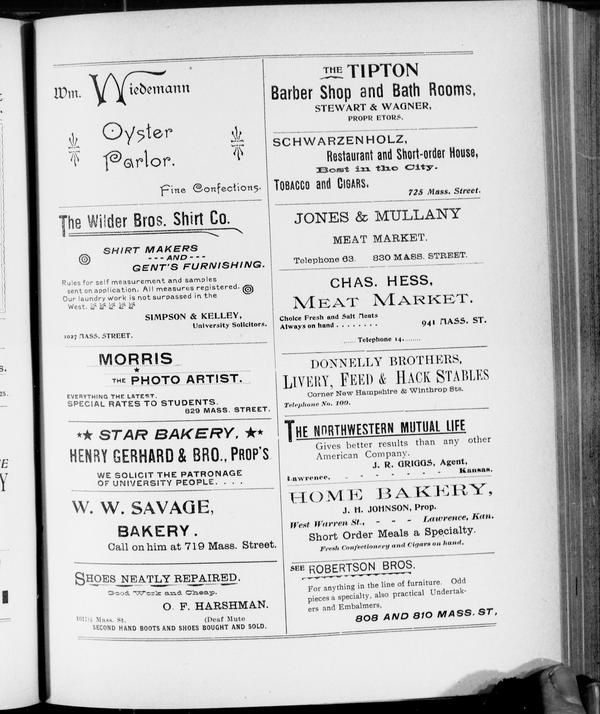 Wm. Wiedemann
Oyster
Parlor.
Fine Confections.
The Wilder Bros. Shirt Co.
SHIRT MAKERS
--- AND ---
GENT'S FURNISHING.
Rules for self measurement and samples
sent on application. All measures registered.
Our laundry work is not surpassed in the
West.
SIMPSON & KELLEY,
University Solicitors.
1027 MASS. STREET.
MORRIS
THE PHOTO ARTIST.
EVERYTHING THE LATEST.
SPECIAL RATES TO STUDENTS.
829 MASS. STREET.
STAR BAKERY,
HENRY GERHARD & BRO., PROP'S
WE SOLICIT THE PATRONAGE
OF UNIVERSITY PEOPLE. . . .
W. W. SAVAGE,
BAKERY.
Call on him at 719 Mass. Street.
SHOES NEATLY REPAIRED.
Good Work and Cheap.
O. F. HARSHMAN.
1017½ Mass. St. (Deaf Mute
SECOND HAND BOOTS AND SHOES BOUGHT AND SOLD.
THE TIPTON
Barber Shop and Bath Rooms,
STEWART & WAGNER,
PROPR ETORS.
SCHWARZENHOLZ,
Restaurant and Short-order House,
Best in the City.
TOBACCO and CIGARS,
725 Mass. Street.
JONES & MULLANY
MEAT MARKET.
Telephone 63. 830 MASS. STREET.
CHAS. HESS,
MEAT MARKET.
Choice Fresh and Salt Meats
Always on hand . . . . . . . . 941 MASS. ST.
...... Telephone 14.........
DONNELLY BROTHERS,
LIVERY, FEED & HACK STABLES
Corner New Hampshire & Winthrop Sts.
Telephone No. 100.
THE NORTHWESTERN MUTUAL LIFE
Gives better results than any other
American Company.
J. R. GRIGGS, Agent,
Lawrence, - - - - - - - Kansas.
HOME BAKERY,
J. H. JOHNSON, Prop.
West Warren St., - - - Lawrence, Kan.
Short Order Meals a Specialty.
Fresh Confectionery and Cigars on hand,
SEE ROBERTSON BROS.
For anything in the line of furniture. Odd
pieces a specialty, also practical Undertak-
ers and Embalmers,
808 AND 810 MASS. ST,